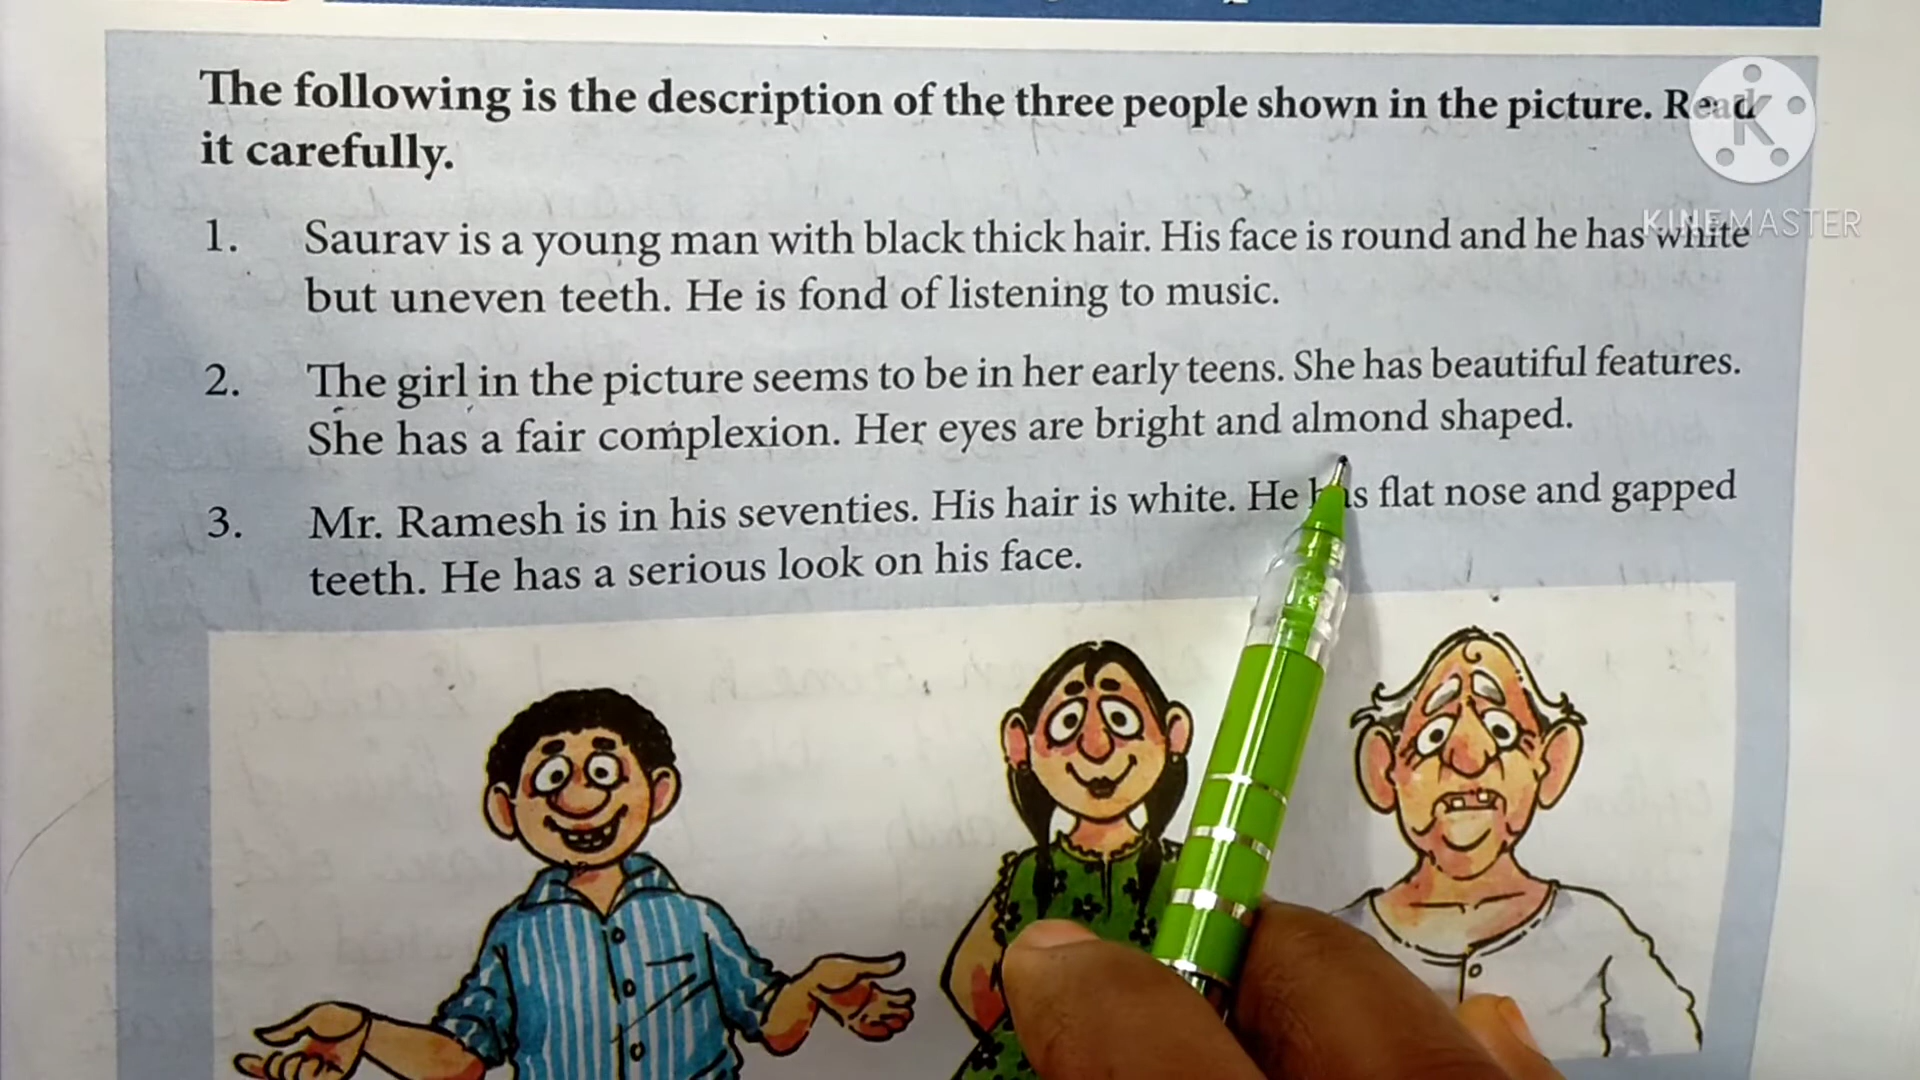 The following is the description of the three people shown in the picture. Read
it carefully.
1. Saurav is a young man with black thick hair. His face is round and he has white
but uneven teeth. He is fond of listening to music.
2. The girl in the picture seems to be in her early teens. She has beautiful features.
She has a fair complexion. Her eyes are bright and almond shaped.
3. Mr. Ramesh is in his seventies. His hair is white. He has flat nose and gapped
teeth. He has a serious look on his face.
K
KINEMASTER